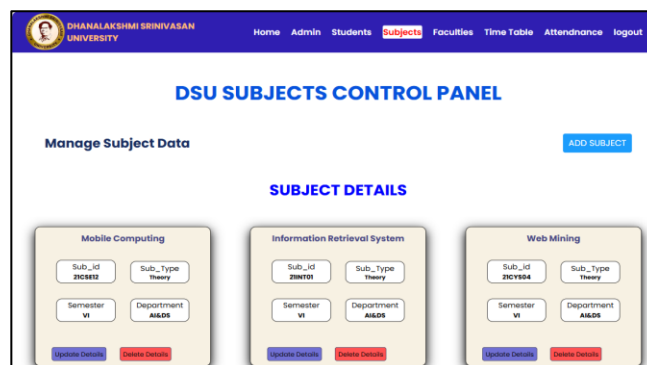 DHANALAKSHMI SRINIVASAN
UNIVERSITY
Home Admin Students Subjects Faculties Time Table Attendnance logout
DSU SUBJECTS CONTROL PANEL
Manage Subject Data ADD SUBJECT
SUBJECT DETAILS
Mobile Computing
Sub_id Sub_Type
21CSE12 Theory
Semester Department
VI AI&DS
Update Details Delete Details
Information Retrieval System
Sub_id Sub_Type
21INT01 Theory
Semester Department
VI AI&DS
Update Details Delete Details
Web Mining
Sub_id Sub_Type
21CYS04 Theory
Semester Department
VI AI&DS
Update Details Delete Details